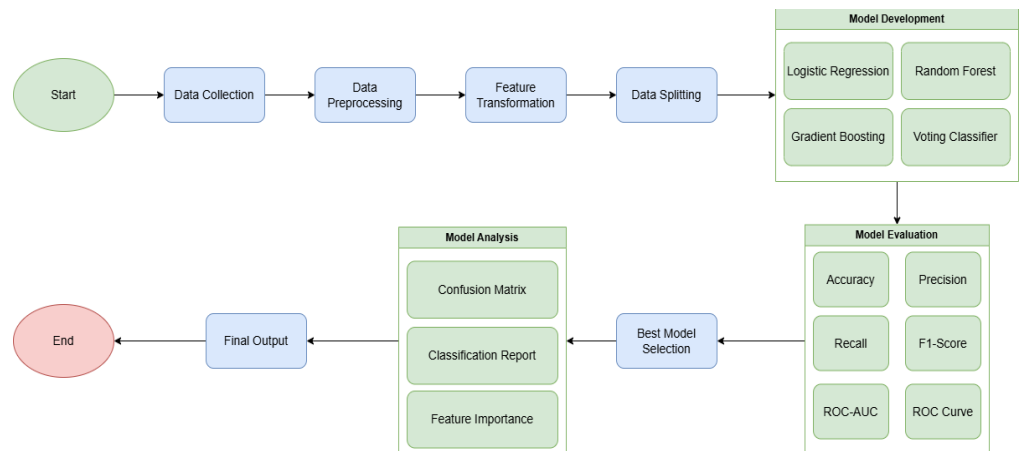 Start
Data Collection
Data
Preprocessing
Feature
Transformation
Data Splitting
Model Development
Logistic Regression
Random Forest
Gradient Boosting
Voting Classifier
Model Evaluation
Accuracy
Precision
Recall
F1-Score
ROC-AUC
ROC Curve
Best Model
Selection
Model Analysis
Confusion Matrix
Classification Report
Feature Importance
Final Output
End